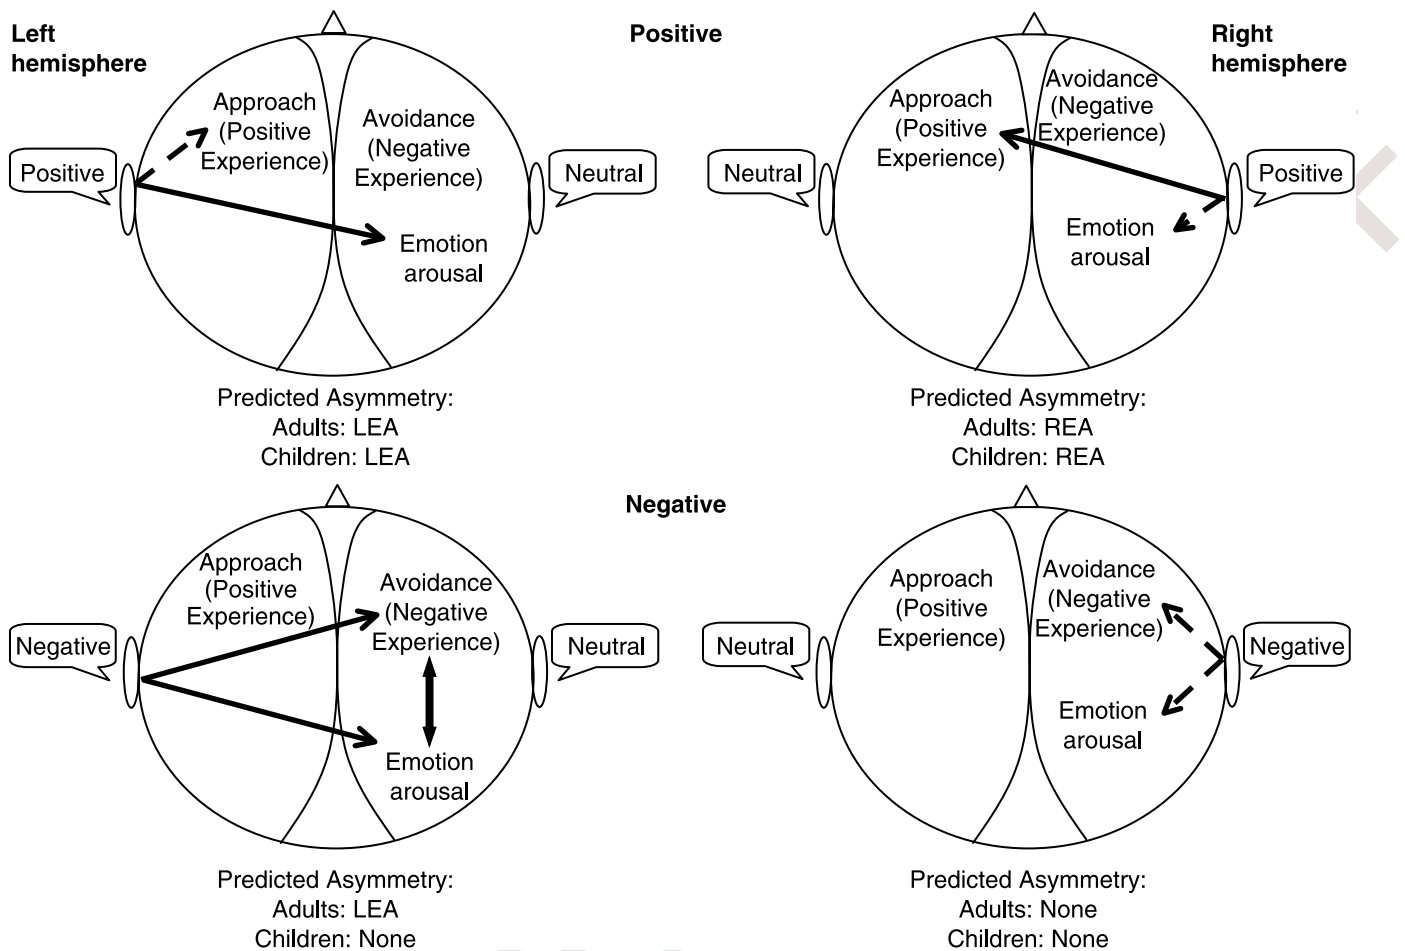 Left
hemisphere
Positive
Right
hemisphere
Approach
(Positive
Experience)
Avoidance
(Negative
Experience)
Positive
Neutral
Emotion
arousal
Predicted Asymmetry:
Adults: LEA
Children: LEA
Approach
(Positive
Experience)
Avoidance
(Negative
Experience)
Neutral
Positive
Emotion
arousal
Predicted Asymmetry:
Adults: REA
Children: REA
Negative
Approach
(Positive
Experience)
Avoidance
(Negative
Experience)
Negative
Neutral
Emotion
arousal
Predicted Asymmetry:
Adults: LEA
Children: None
Approach
(Positive
Experience)
Avoidance
(Negative
Experience)
Neutral
Negative
Emotion
arousal
Predicted Asymmetry:
Adults: None
Children: None